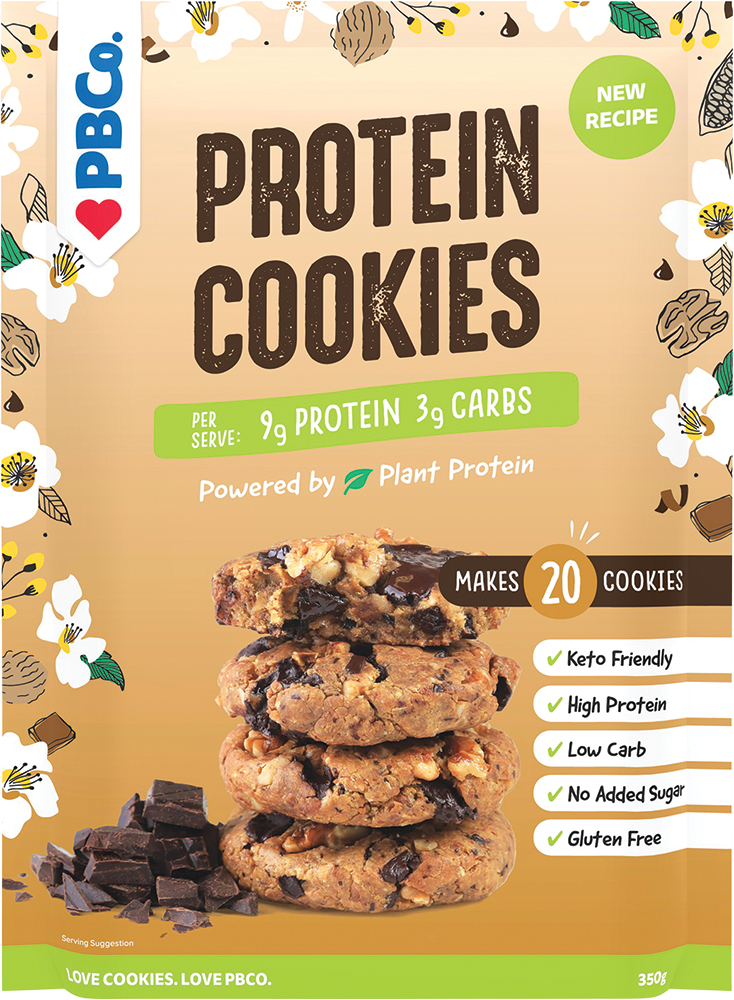 PBCo.
NEW
RECIPE
PROTEIN
COOKIES
PER
SERVE: 9g PROTEIN 3g CARBS
Powered by Plant Protein
MAKES 20 COOKIES
Keto Friendly
High Protein
Low Carb
No Added Sugar
Gluten Free
Serving Suggestion
LOVE COOKIES. LOVE PBCO.
350g